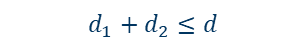 d₁ + d₂ ≤ d